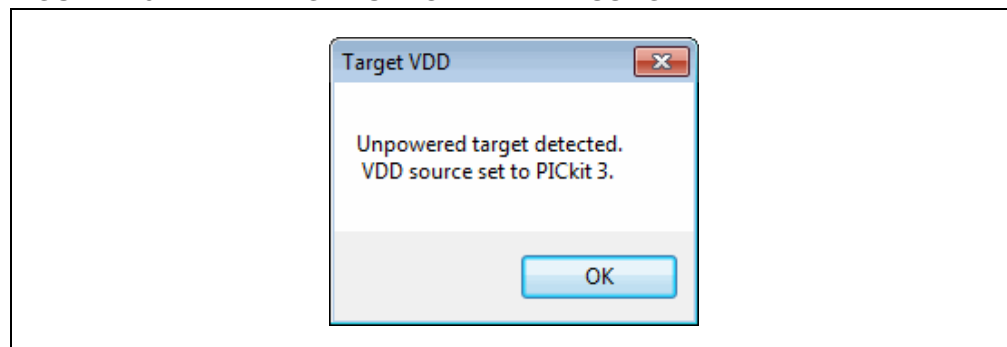 Target VDD
Unpowered target detected.
VDD source set to PICkit 3.
OK